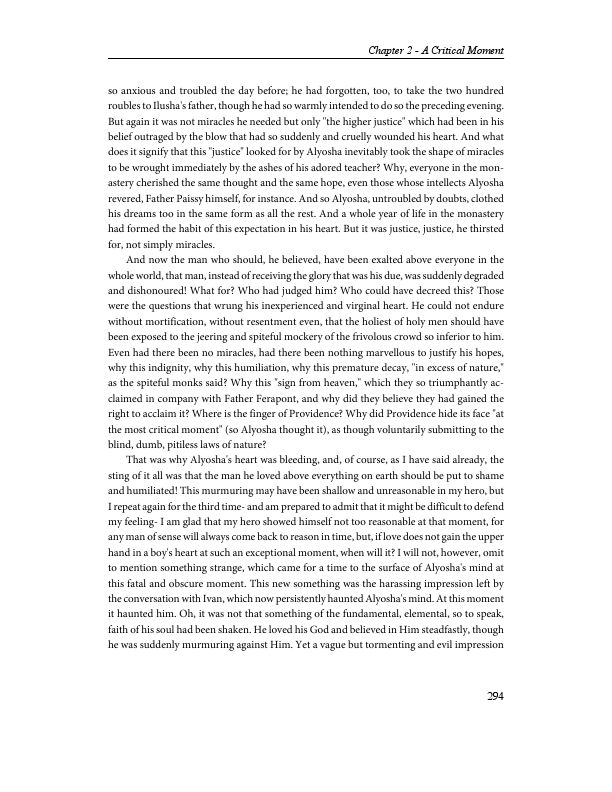 Chapter 2 - A Critical Moment
so anxious and troubled the day before; he had forgotten, too, to take the two hundred
roubles to Ilusha's father, though he had so warmly intended to do so the preceding evening.
But again it was not miracles he needed but only "the higher justice" which had been in his
belief outraged by the blow that had so suddenly and cruelly wounded his heart. And what
does it signify that this "justice" looked for by Alyosha inevitably took the shape of miracles
to be wrought immediately by the ashes of his adored teacher? Why, everyone in the mon-
astery cherished the same thought and the same hope, even those whose intellects Alyosha
revered, Father Paissy himself, for instance. And so Alyosha, untroubled by doubts, clothed
his dreams too in the same form as all the rest. And a whole year of life in the monastery
had formed the habit of this expectation in his heart. But it was justice, justice, he thirsted
for, not simply miracles.
And now the man who should, he believed, have been exalted above everyone in the
whole world, that man, instead of receiving the glory that was his due, was suddenly degraded
and dishonoured! What for? Who had judged him? Who could have decreed this? Those
were the questions that wrung his inexperienced and virginal heart. He could not endure
without mortification, without resentment even, that the holiest of holy men should have
been exposed to the jeering and spiteful mockery of the frivolous crowd so inferior to him.
Even had there been no miracles, had there been nothing marvellous to justify his hopes,
why this indignity, why this humiliation, why this premature decay, "in excess of nature,"
as the spiteful monks said? Why this "sign from heaven," which they so triumphantly ac-
claimed in company with Father Ferapont, and why did they believe they had gained the
right to acclaim it? Where is the finger of Providence? Why did Providence hide its face "at
the most critical moment" (so Alyosha thought it), as though voluntarily submitting to the
blind, dumb, pitiless laws of nature?
That was why Alyosha's heart was bleeding, and, of course, as I have said already, the
sting of it all was that the man he loved above everything on earth should be put to shame
and humiliated! This murmuring may have been shallow and unreasonable in my hero, but
I repeat again for the third time- and am prepared to admit that it might be difficult to defend
my feeling- I am glad that my hero showed himself not too reasonable at that moment, for
any man of sense will always come back to reason in time, but, if love does not gain the upper
hand in a boy's heart at such an exceptional moment, when will it? I will not, however, omit
to mention something strange, which came for a time to the surface of Alyosha's mind at
this fatal and obscure moment. This new something was the harassing impression left by
the conversation with Ivan, which now persistently haunted Alyosha's mind. At this moment
it haunted him. Oh, it was not that something of the fundamental, elemental, so to speak,
faith of his soul had been shaken. He loved his God and believed in Him steadfastly, though
he was suddenly murmuring against Him. Yet a vague but tormenting and evil impression
294